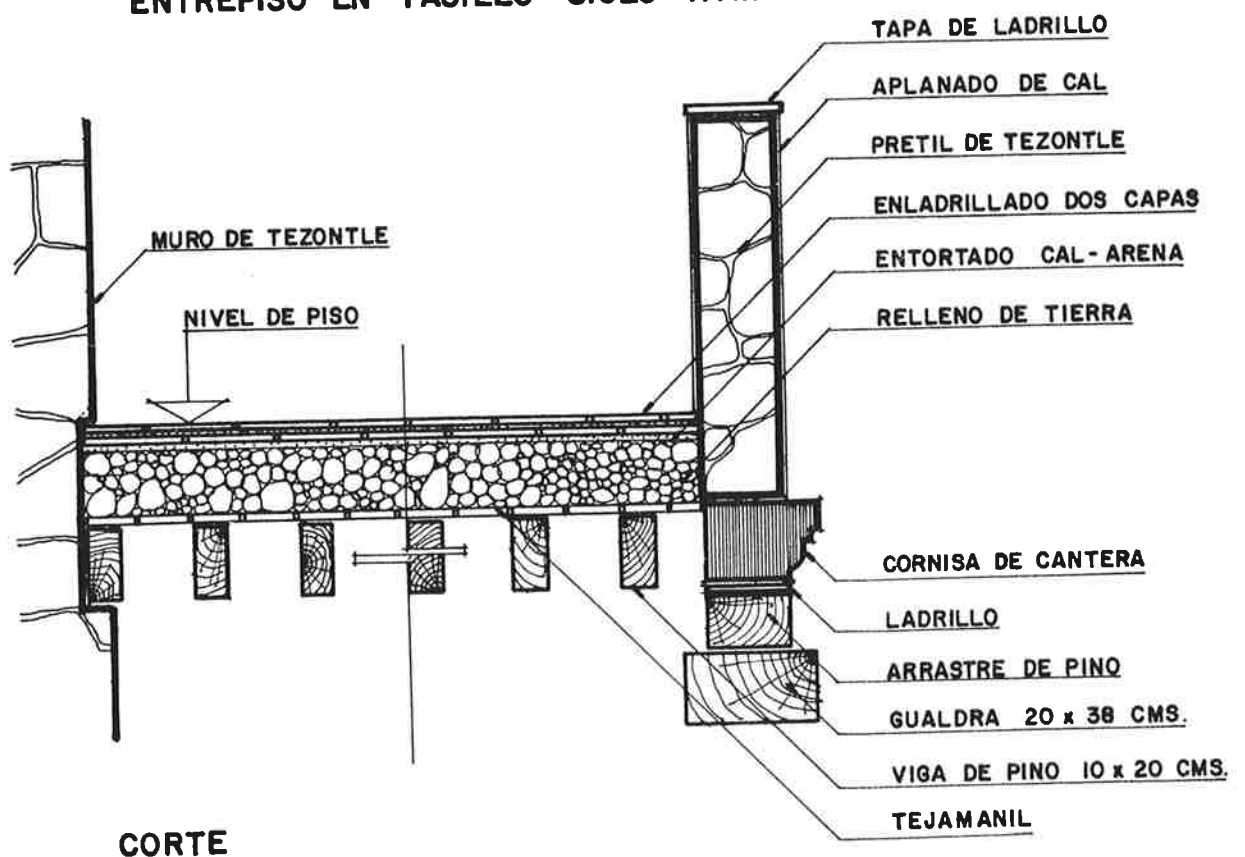 ENTREPISO EN PASILLO SIGLO
TAPA DE LADRILLO
APLANADO DE CAL
PRETIL DE TEZONTLE
ENLADRILLADO DOS CAPAS
ENTORTADO CAL-ARENA
RELLENO DE TIERRA
MURO DE TEZONTLE
NIVEL DE PISO
CORNISA DE CANTERA
LADRILLO
ARRASTRE DE PINO
GUALDRA 20 x 38 CMS.
VIGA DE PINO 10 x 20 CMS.
TEJAMANIL
CORTE